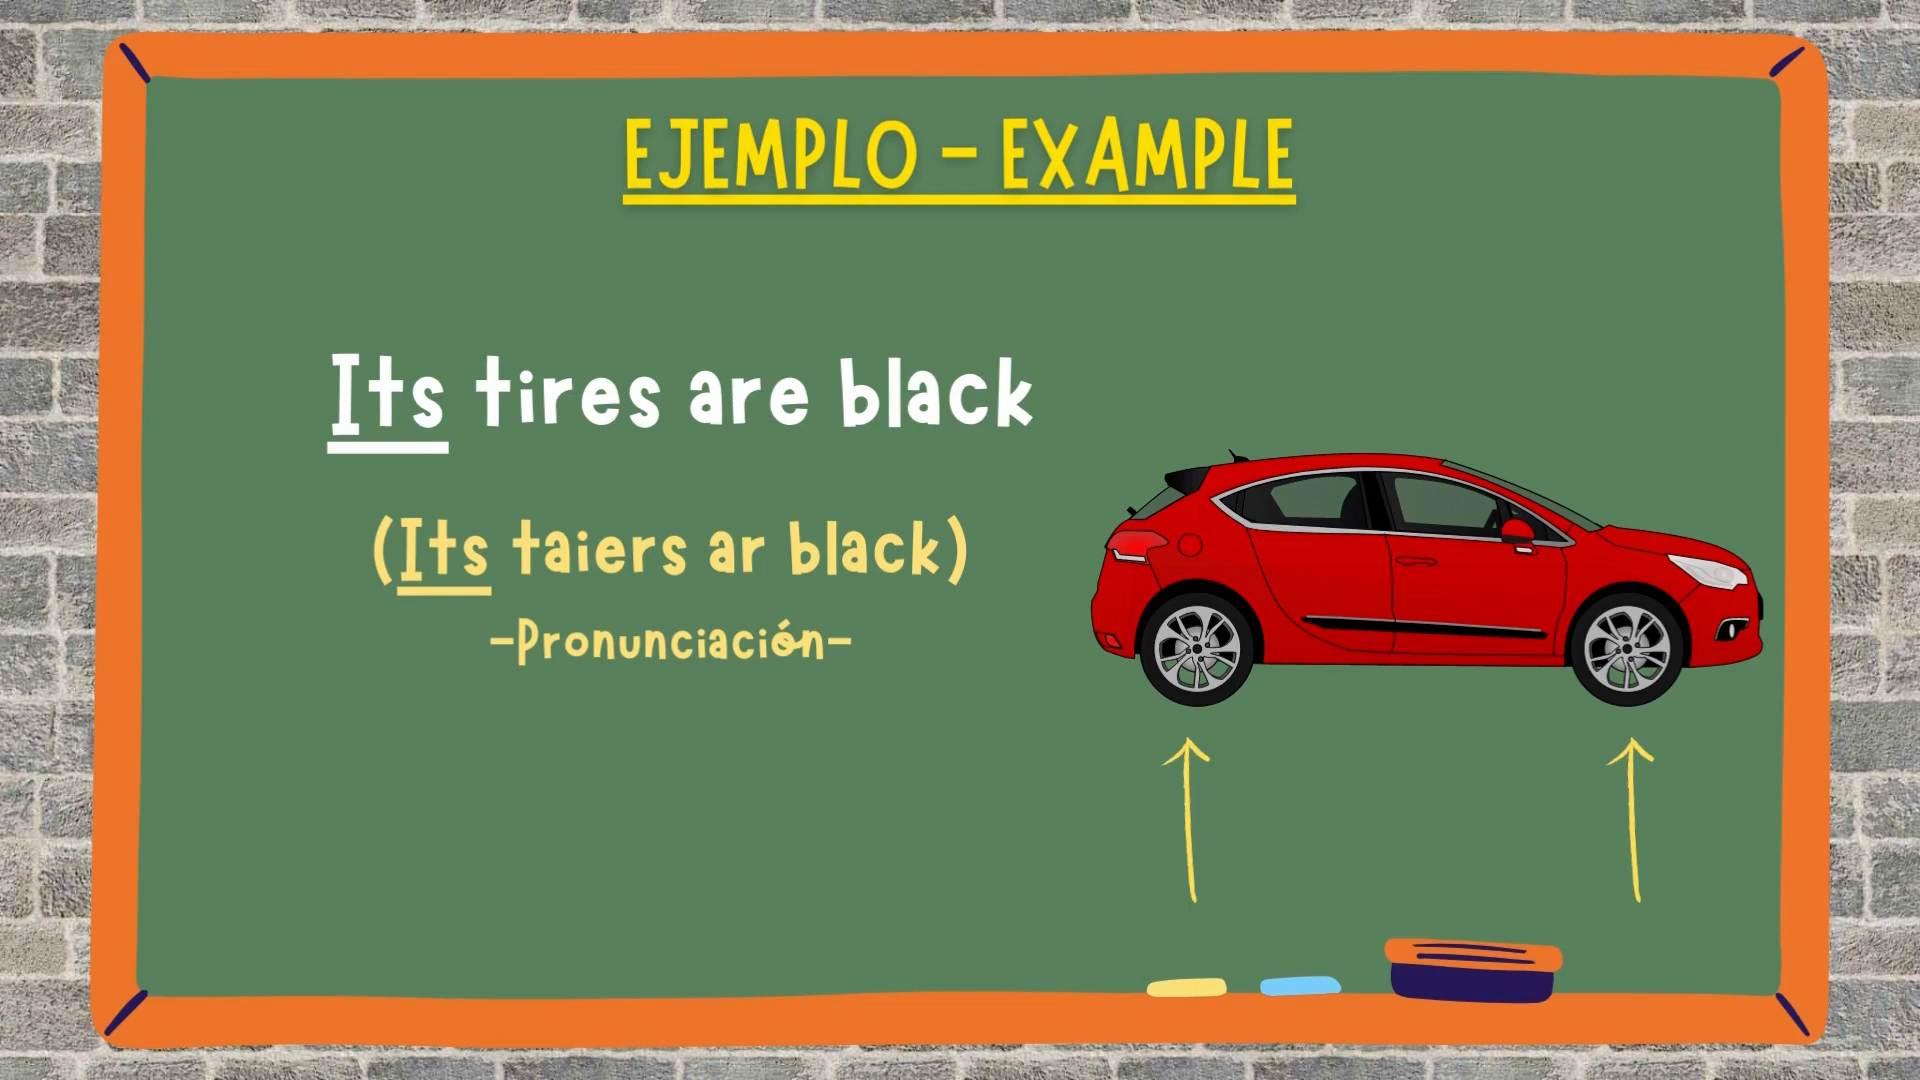 EJEMPLO - EXAMPLE
Its tires are black
(Its taiers ar black)
-Pronunciación-